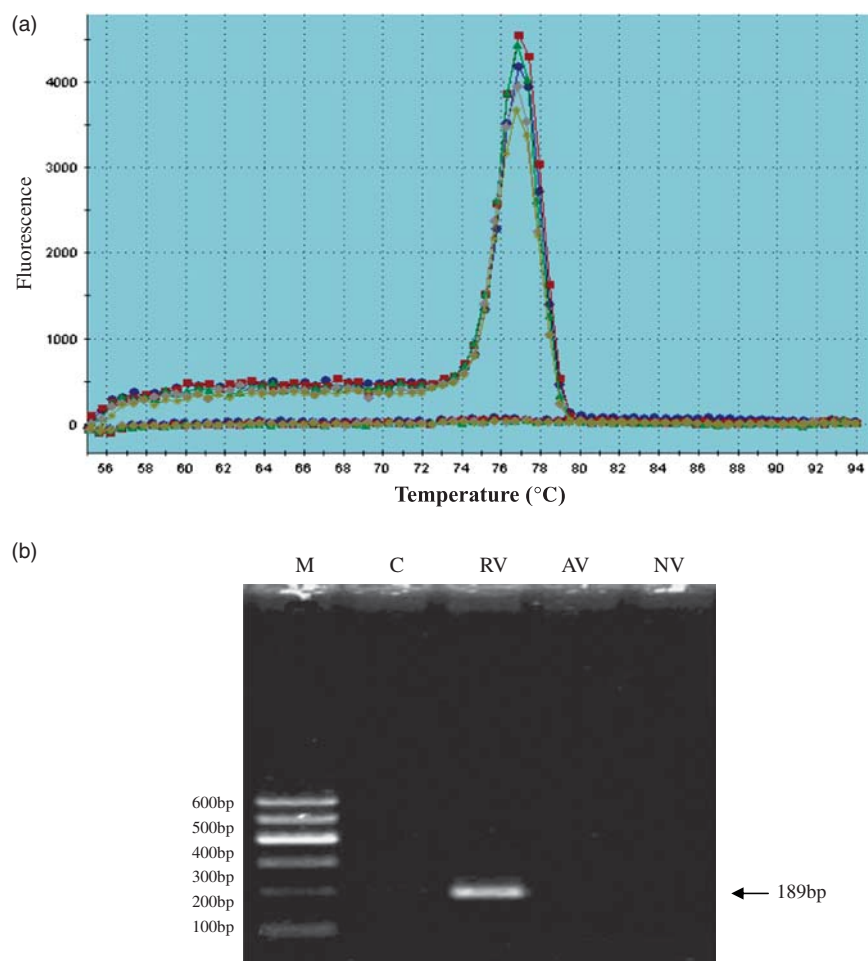 (a)
4000
3000
2000
1000
0
Fluorescence
56 58 60 62 64 66 68 70 72 74 76 78 80 82 84 86 88 90 92 94
Temperature (°C)
(b)
M C RV AV NV
600bp
500bp
400bp
300bp
200bp
100bp
189bp